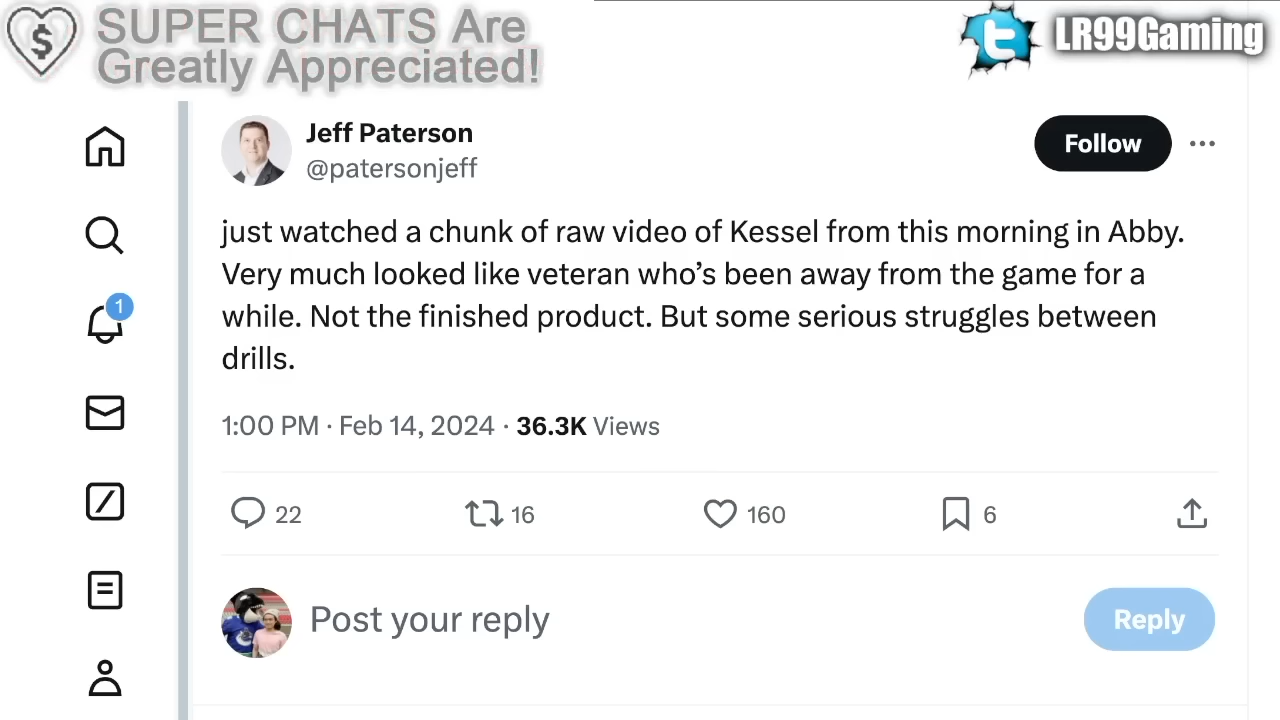 SUPER CHATS Are
Greatly Appreciated!
LR99Gaming
Jeff Paterson
@patersonjeff
Follow
just watched a chunk of raw video of Kessel from this morning in Abby.
Very much looked like veteran who’s been away from the game for a
while. Not the finished product. But some serious struggles between
drills.
1:00 PM · Feb 14, 2024 · 36.3K Views
22 16 160 6
1
Post your reply
Reply